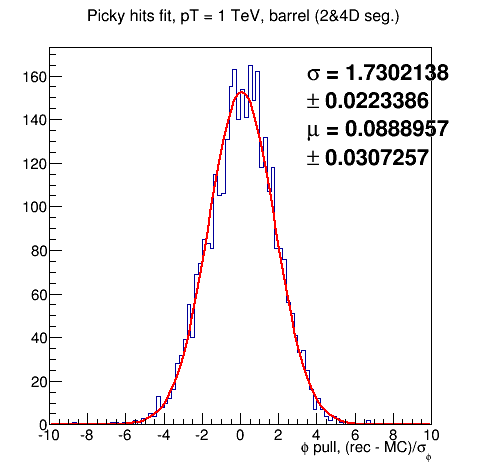 Picky hits fit, pT = 1 TeV, barrel (2&4D seg.)
σ = 1.7302138
± 0.0223386
μ = 0.0888957
± 0.0307257
160
140
120
100
80
60
40
20
0
-10 -8 -6 -4 -2 0 2 4 6 8 10
ϕ pull, (rec - MC)/σϕ